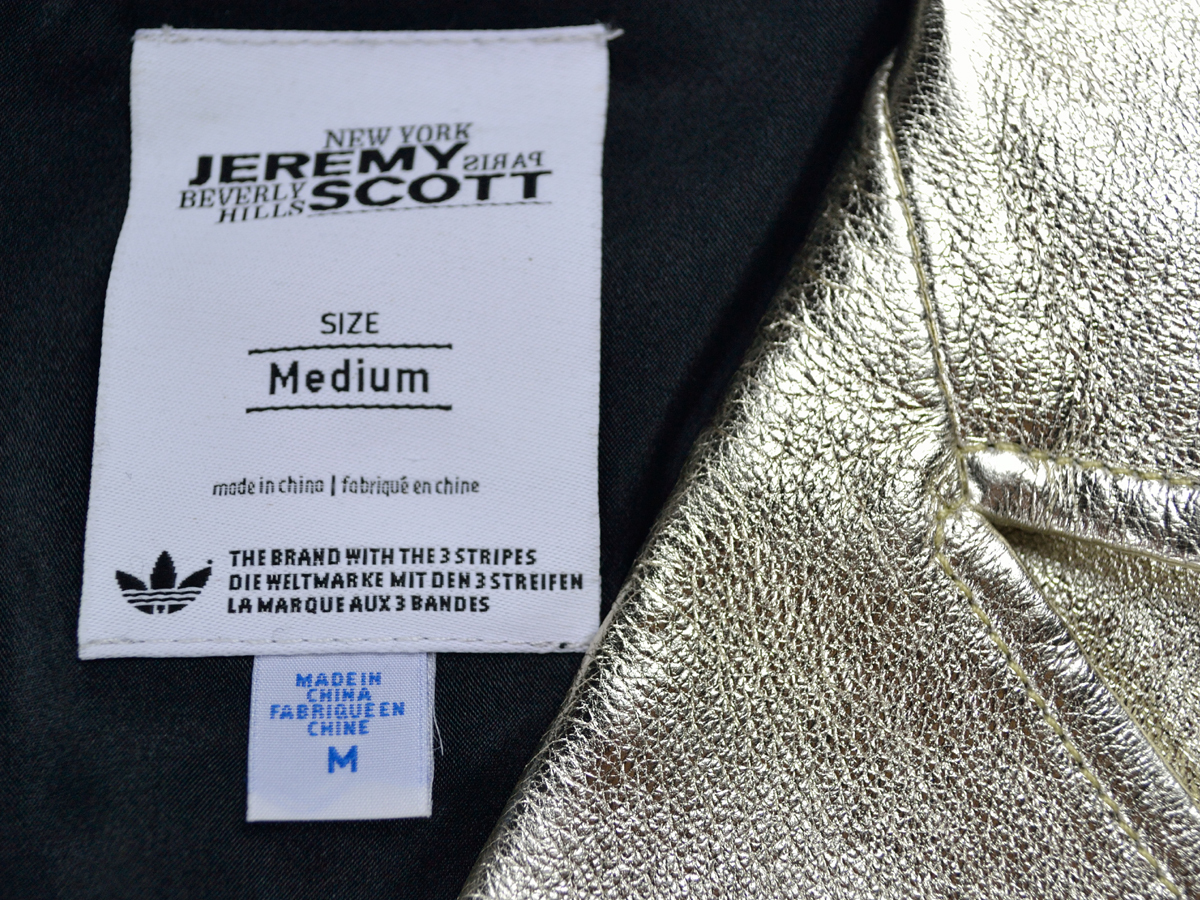 NEW YORK
JEREMY PARIS
BEVERLY HILLS SCOTT
SIZE
Medium
made in china | fabriqué en chine
THE BRAND WITH THE 3 STRIPES
DIE WELTMARKE MIT DEN 3 STREIFEN
LA MARQUE AUX 3 BANDES
MADE IN
CHINA
FABRIQUÉ EN
CHINE
M